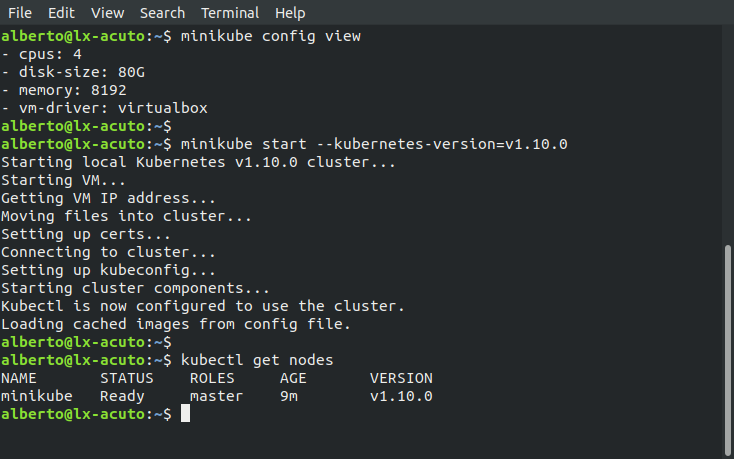 File Edit View Search Terminal Help
alberto@lx-acuto:~$ minikube config view
- cpus: 4
- disk-size: 80G
- memory: 8192
- vm-driver: virtualbox
alberto@lx-acuto:~$
alberto@lx-acuto:~$ minikube start --kubernetes-version=v1.10.0
Starting local Kubernetes v1.10.0 cluster...
Starting VM...
Getting VM IP address...
Moving files into cluster...
Setting up certs...
Connecting to cluster...
Setting up kubeconfig...
Starting cluster components...
Kubectl is now configured to use the cluster.
Loading cached images from config file.
alberto@lx-acuto:~$
alberto@lx-acuto:~$ kubectl get nodes
NAME       STATUS    ROLES     AGE       VERSION
minikube   Ready     master    9m        v1.10.0
alberto@lx-acuto:~$